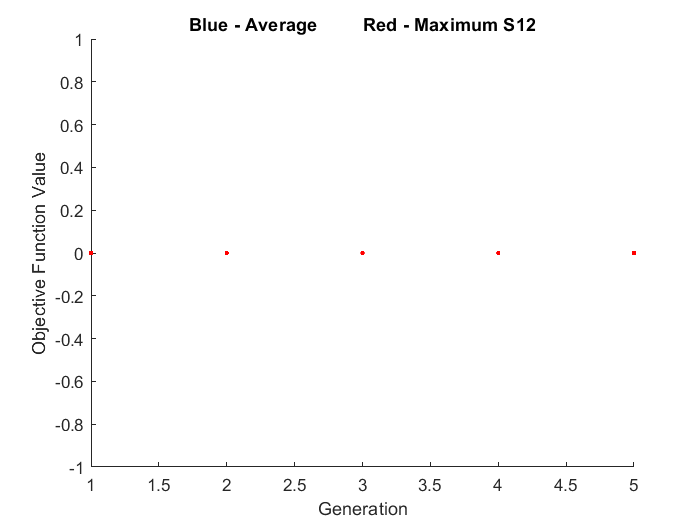 Blue - Average Red - Maximum S12
1
0.8
0.6
0.4
0.2
0
-0.2
-0.4
-0.6
-0.8
-1
Objective Function Value
1 1.5 2 2.5 3 3.5 4 4.5 5
Generation